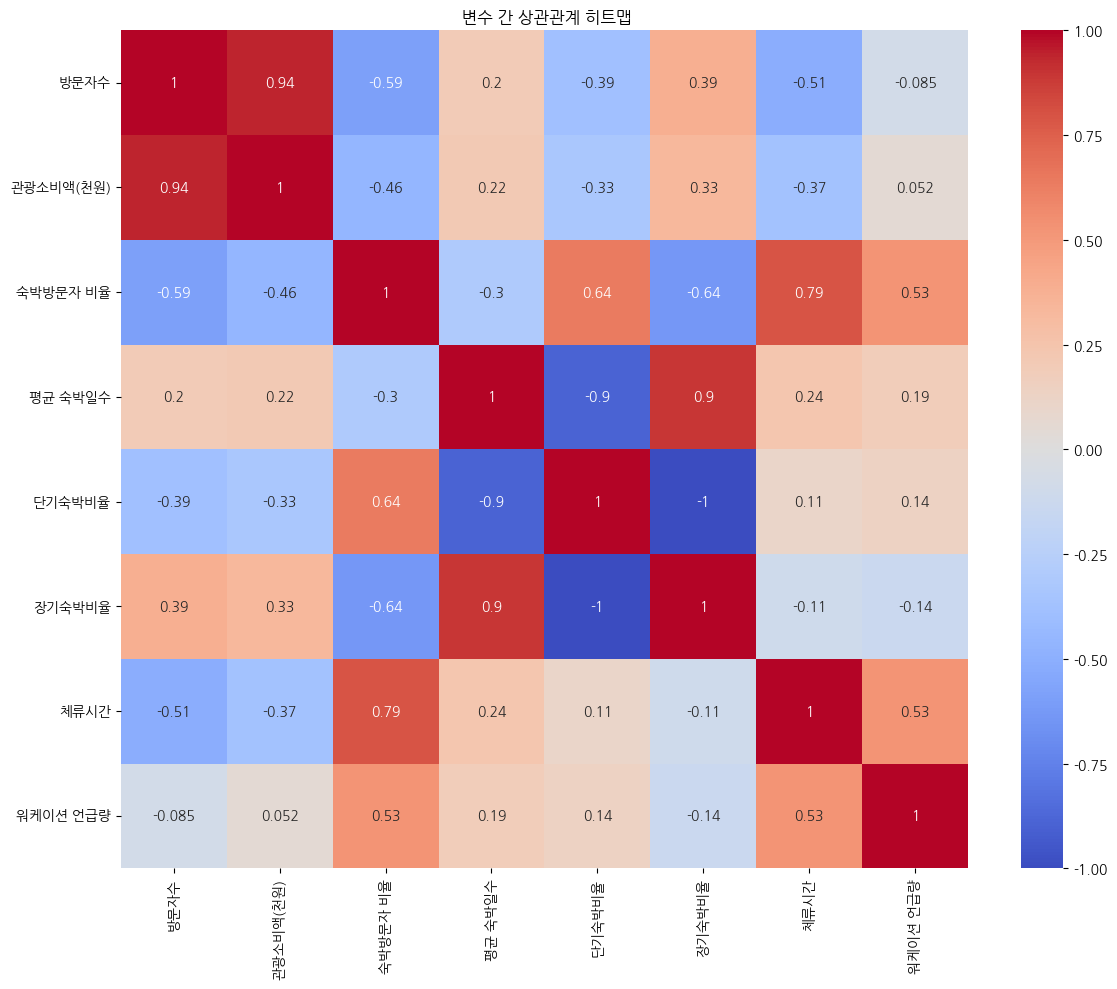 변수 간 상관관계 히트맵
방문자수 1 0.94 -0.59 0.2 -0.39 0.39 -0.51 -0.085
관광소비액(천원) 0.94 1 -0.46 0.22 -0.33 0.33 -0.37 0.052
숙박방문자 비율 -0.59 -0.46 1 -0.3 0.64 -0.64 0.79 0.53
평균 숙박일수 0.2 0.22 -0.3 1 -0.9 0.9 0.24 0.19
단기숙박비율 -0.39 -0.33 0.64 -0.9 1 -1 0.11 0.14
장기숙박비율 0.39 0.33 -0.64 0.9 -1 1 -0.11 -0.14
체류시간 -0.51 -0.37 0.79 0.24 0.11 -0.11 1 0.53
워케이션 언급량 -0.085 0.052 0.53 0.19 0.14 -0.14 0.53 1
방문자수
관광소비액(천원)
숙박방문자 비율
평균 숙박일수
단기숙박비율
장기숙박비율
체류시간
워케이션 언급량
1.00
0.75
0.50
0.25
0.00
-0.25
-0.50
-0.75
-1.00